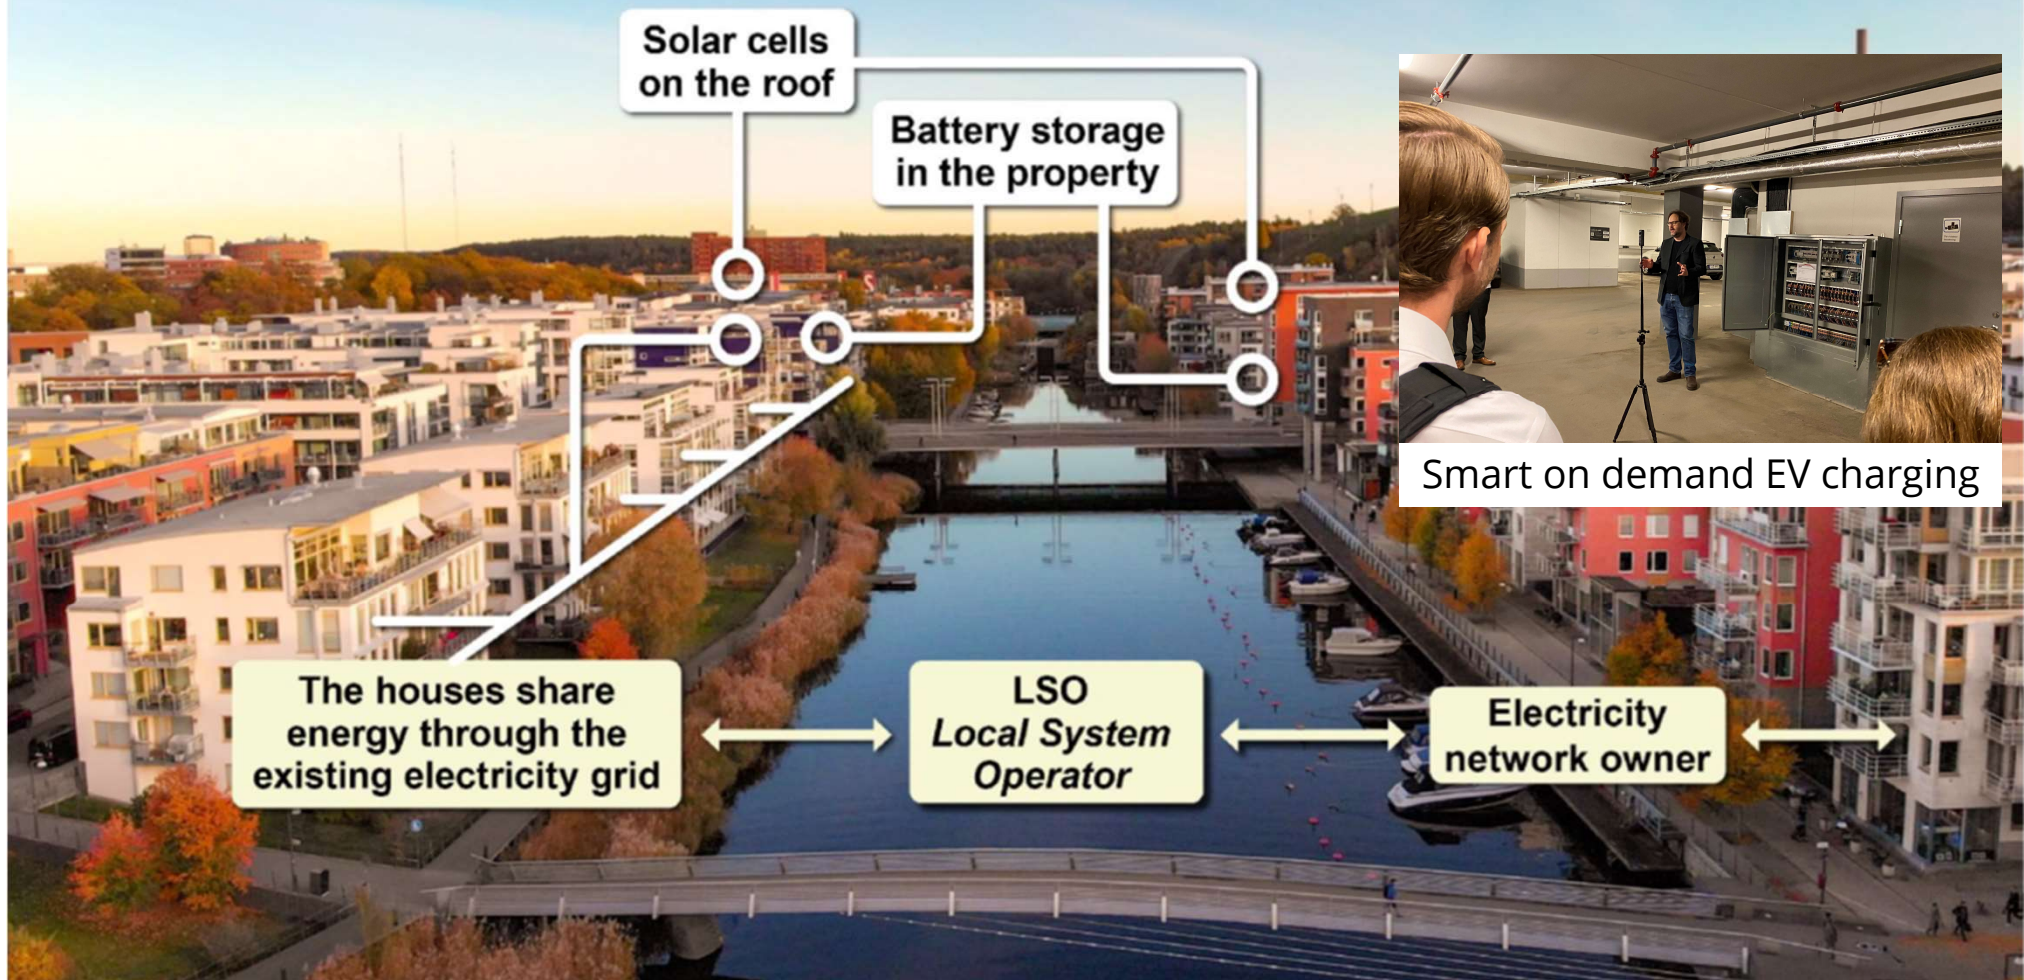 Solar cells
on the roof
Battery storage
in the property
Smart on demand EV charging
The houses share
energy through the
existing electricity grid
LSO
Local System
Operator
Electricity
network owner